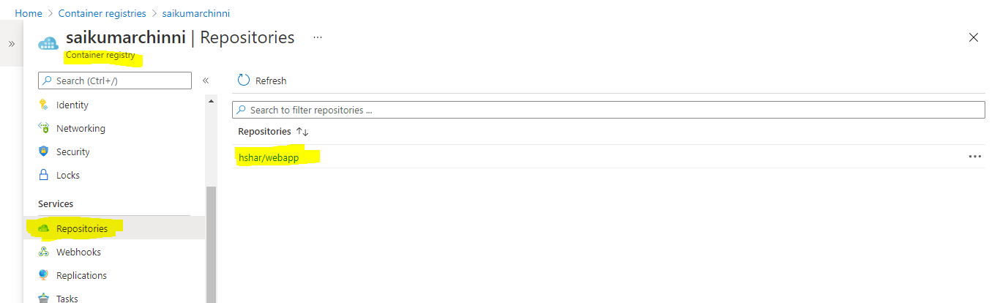 Home > Container registries > saikumarchinni
»
saikumarchinni | Repositories ...
Container registry
Search (Ctrl+/) «
Identity
Networking
Security
Locks
Services
Repositories
Webhooks
Replications
Tasks
Refresh
Search to filter repositories ...
Repositories ↑↓
hshar/webapp ...